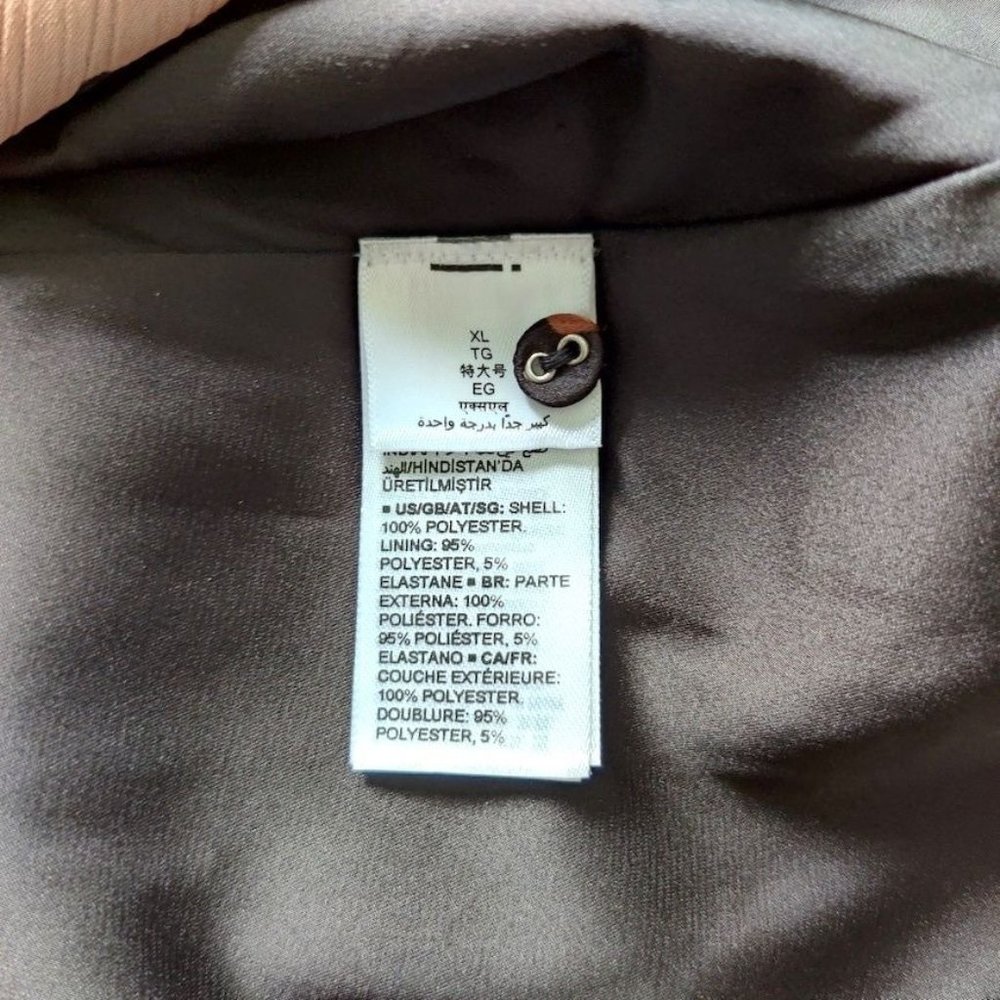 XL
TG
特大号
EG
एक्सएल
كبير جدًا بدرجة واحدة
الهند/HİNDİSTAN'DA
ÜRETİLMİŞTİR
▪ US/GB/AT/SG: SHELL:
100% POLYESTER.
LINING: 95%
POLYESTER, 5%
ELASTANE ▪ BR: PARTE
EXTERNA: 100%
POLIÉSTER. FORRO:
95% POLIÉSTER, 5%
ELASTANO ▪ CA/FR:
COUCHE EXTÉRIEURE:
100% POLYESTER.
DOUBLURE: 95%
POLYESTER, 5%